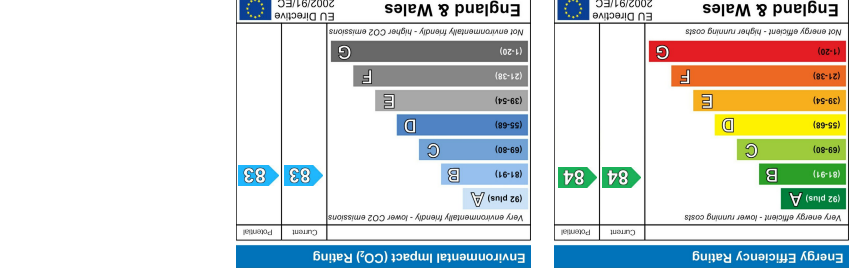 Energy Efficiency Rating
Current
Potential
Very energy efficient - lower running costs
(92 plus) A
(81-91) B
(69-80) C
(55-68) D
(39-54) E
(21-38) F
(1-20) G
84
84
Not energy efficient - higher running costs
England & Wales
EU Directive
2002/91/EC
Environmental Impact (CO₂) Rating
Current
Potential
Very environmentally friendly - lower CO2 emissions
(92 plus) A
(81-91) B
(69-80) C
(55-68) D
(39-54) E
(21-38) F
(1-20) G
83
83
Not environmentally friendly - higher CO2 emissions
England & Wales
EU Directive
2002/91/EC